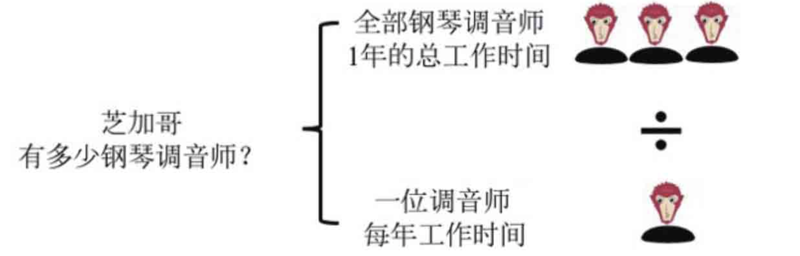 芝加哥
有多少钢琴调音师？
全部钢琴调音师
1年的总工作时间
÷
一位调音师
每年工作时间